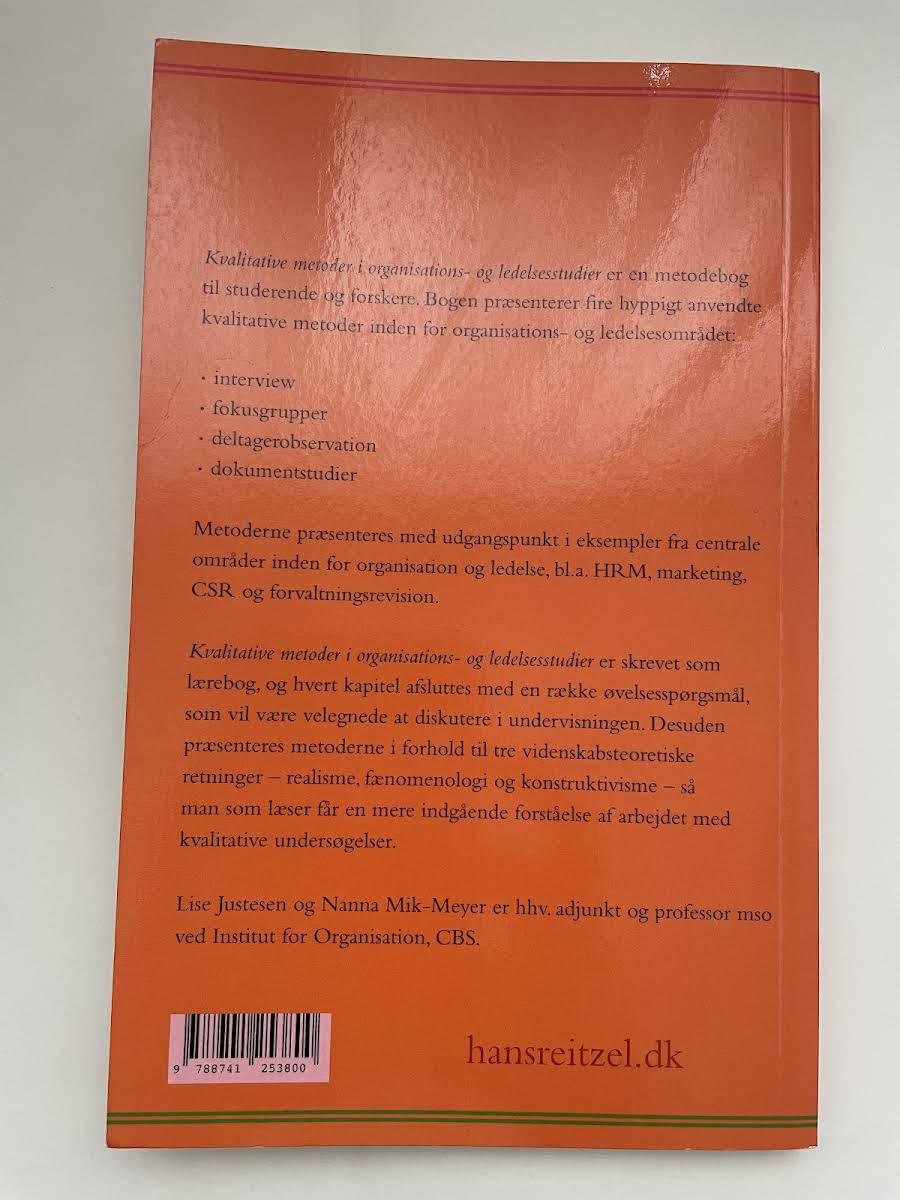 Kvalitative metoder i organisations- og ledelsesstudier er en metodebog
til studerende og forskere. Bogen præsenterer fire hyppigt anvendte
kvalitative metoder inden for organisations- og ledelsesområdet:
· interview
· fokusgrupper
· deltagerobservation
· dokumentstudier
Metoderne præsenteres med udgangspunkt i eksempler fra centrale
områder inden for organisation og ledelse, bl.a. HRM, marketing,
CSR og forvaltningsrevision.
Kvalitative metoder i organisations- og ledelsesstudier er skrevet som
lærebog, og hvert kapitel afsluttes med en række øvelsesspørgsmål,
som vil være velegnede at diskutere i undervisningen. Desuden
præsenteres metoderne i forhold til tre videnskabsteoretiske
retninger – realisme, fænomenologi og konstruktivisme – så
man som læser får en mere indgående forståelse af arbejdet med
kvalitative undersøgelser.
Lise Justesen og Nanna Mik-Meyer er hhv. adjunkt og professor mso
ved Institut for Organisation, CBS.
9 788741 253800
hansreitzel.dk